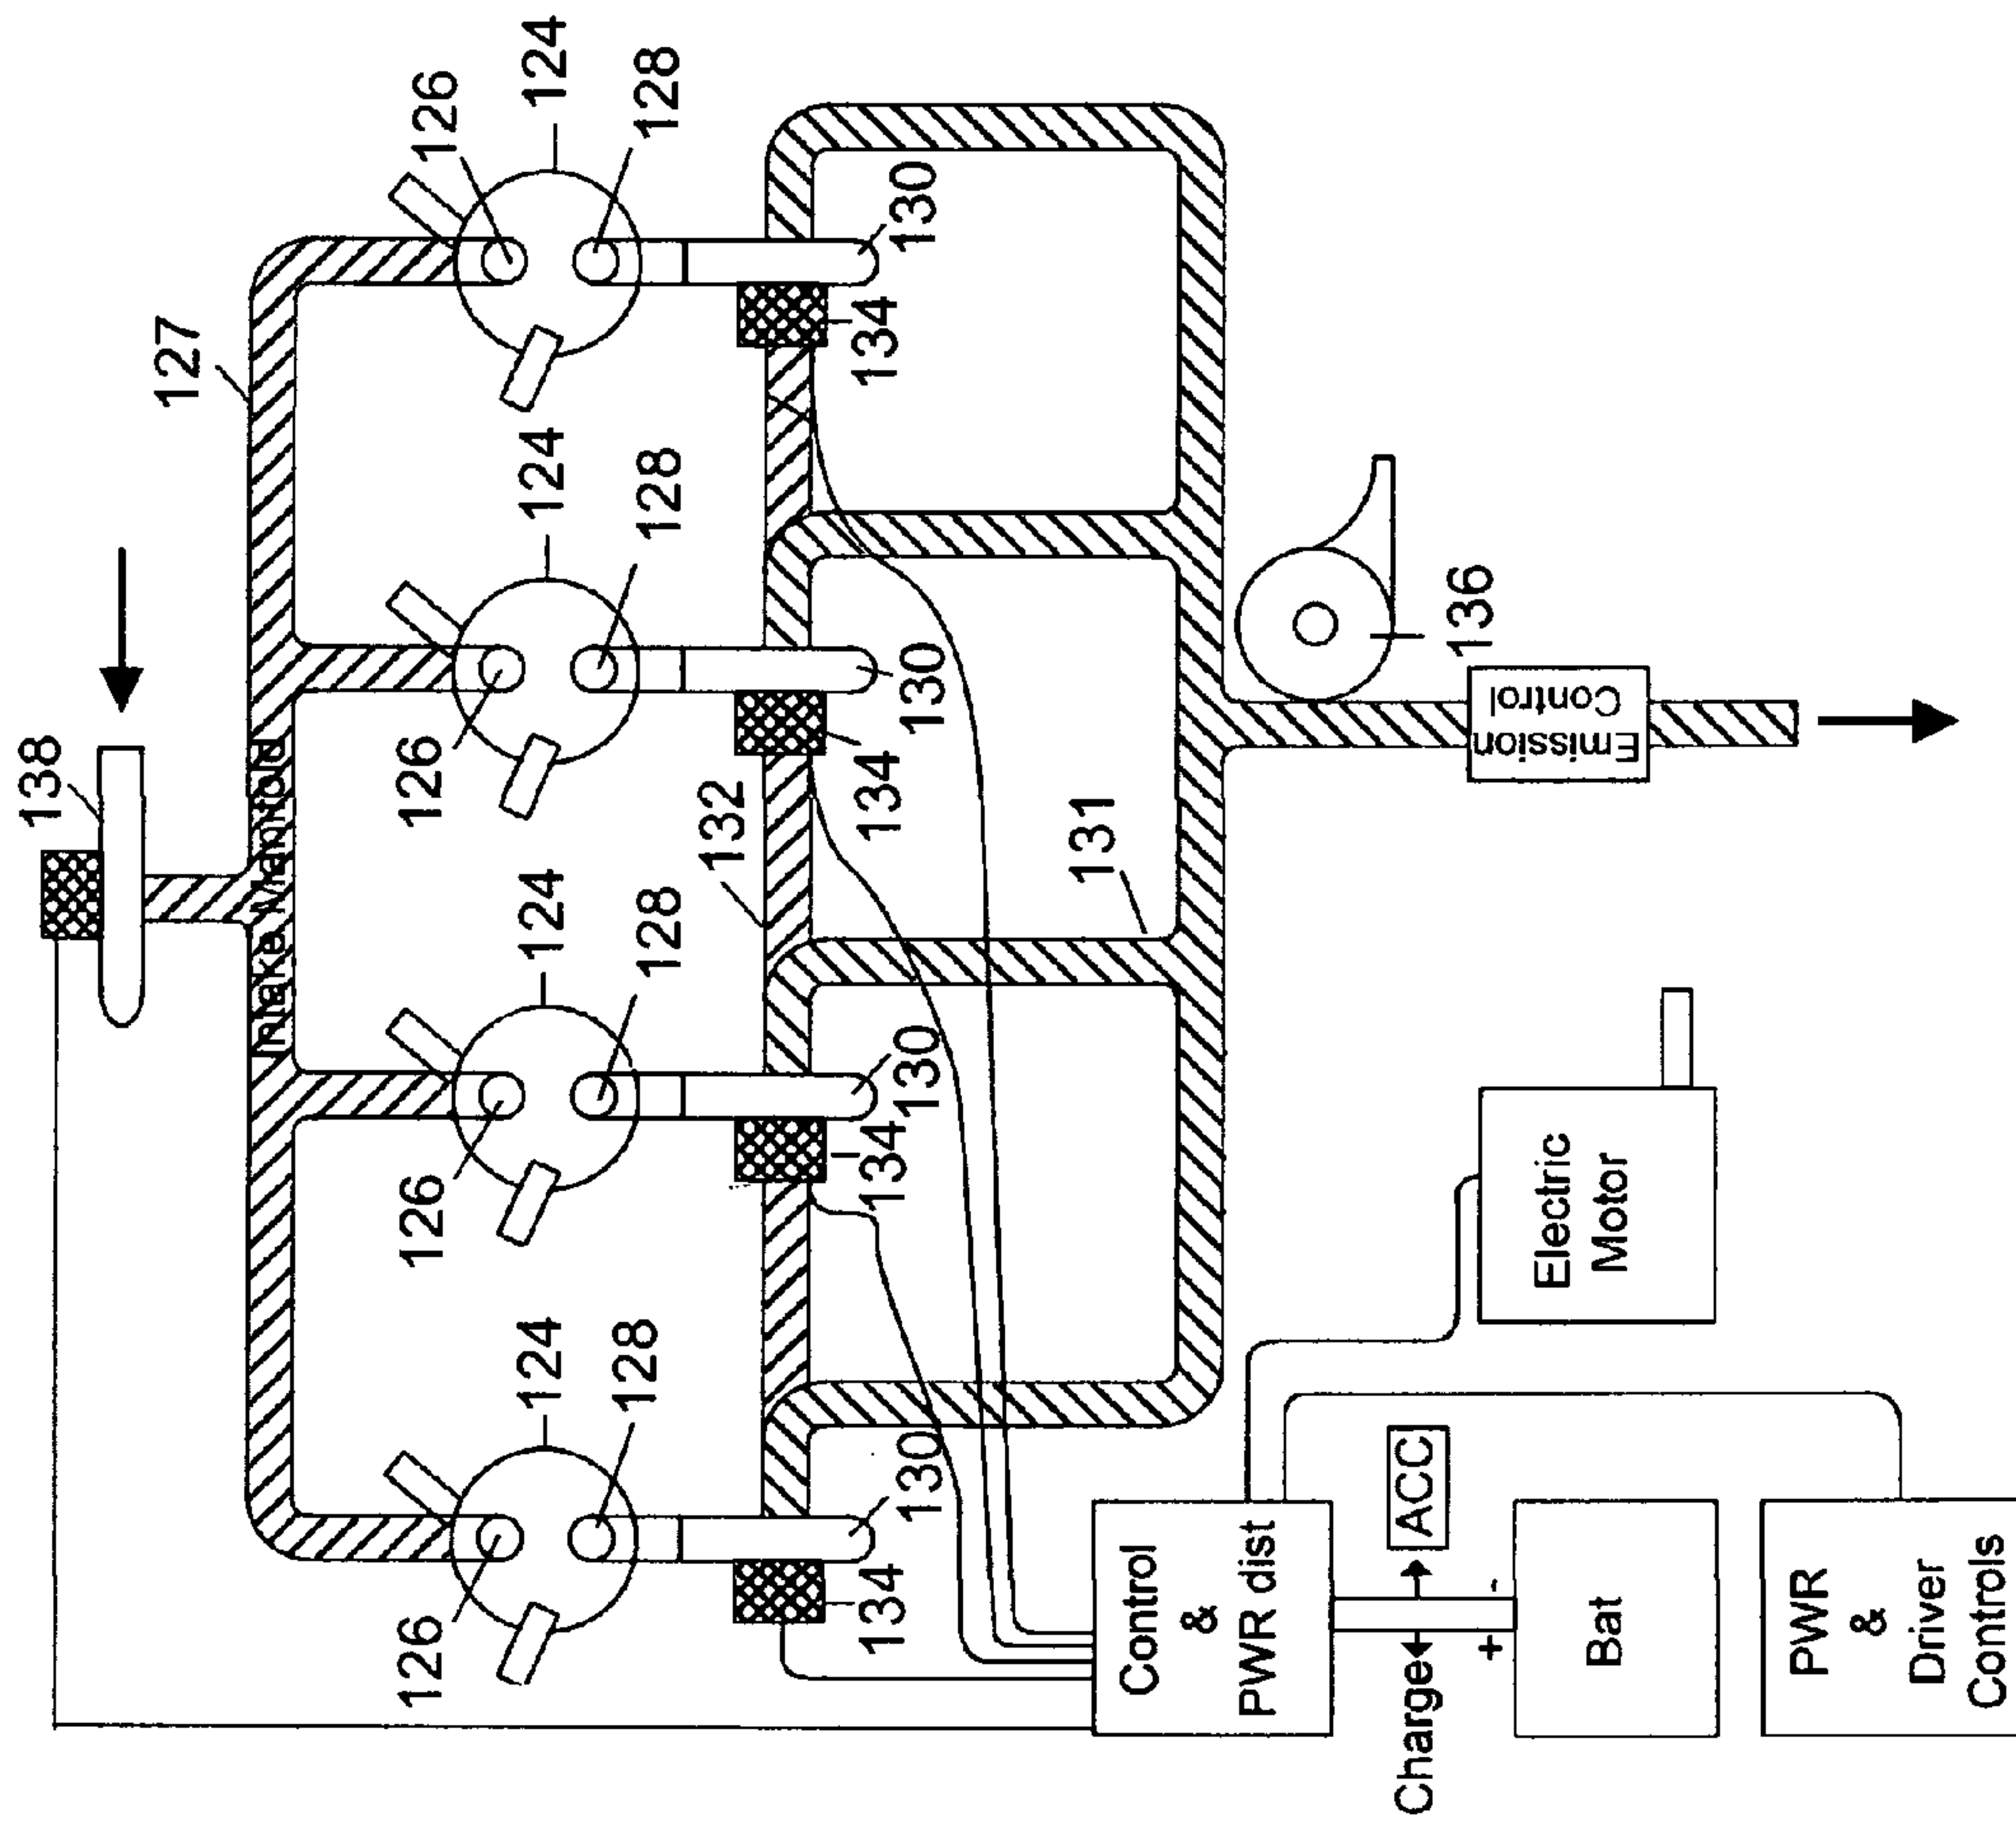 138
127
Intake Manifold
126
124
128
126
124
128
126
124
128
126
124
128
130
134
130
134
130
134
130
134
132
131
136
Emission
Control
Electric
Motor
Control
&
PWR dist
Charge
ACC
+
-
Bat
PWR
&
Driver
Controls